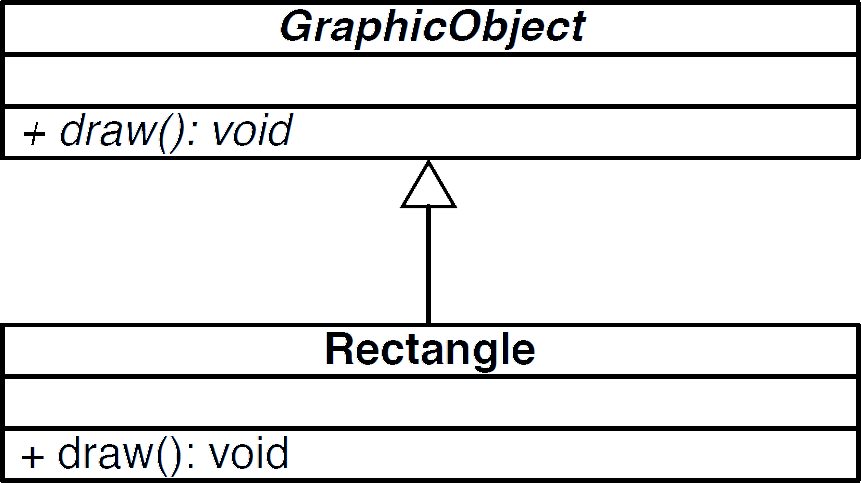 GraphicObject
+ draw(): void
Rectangle
+ draw(): void